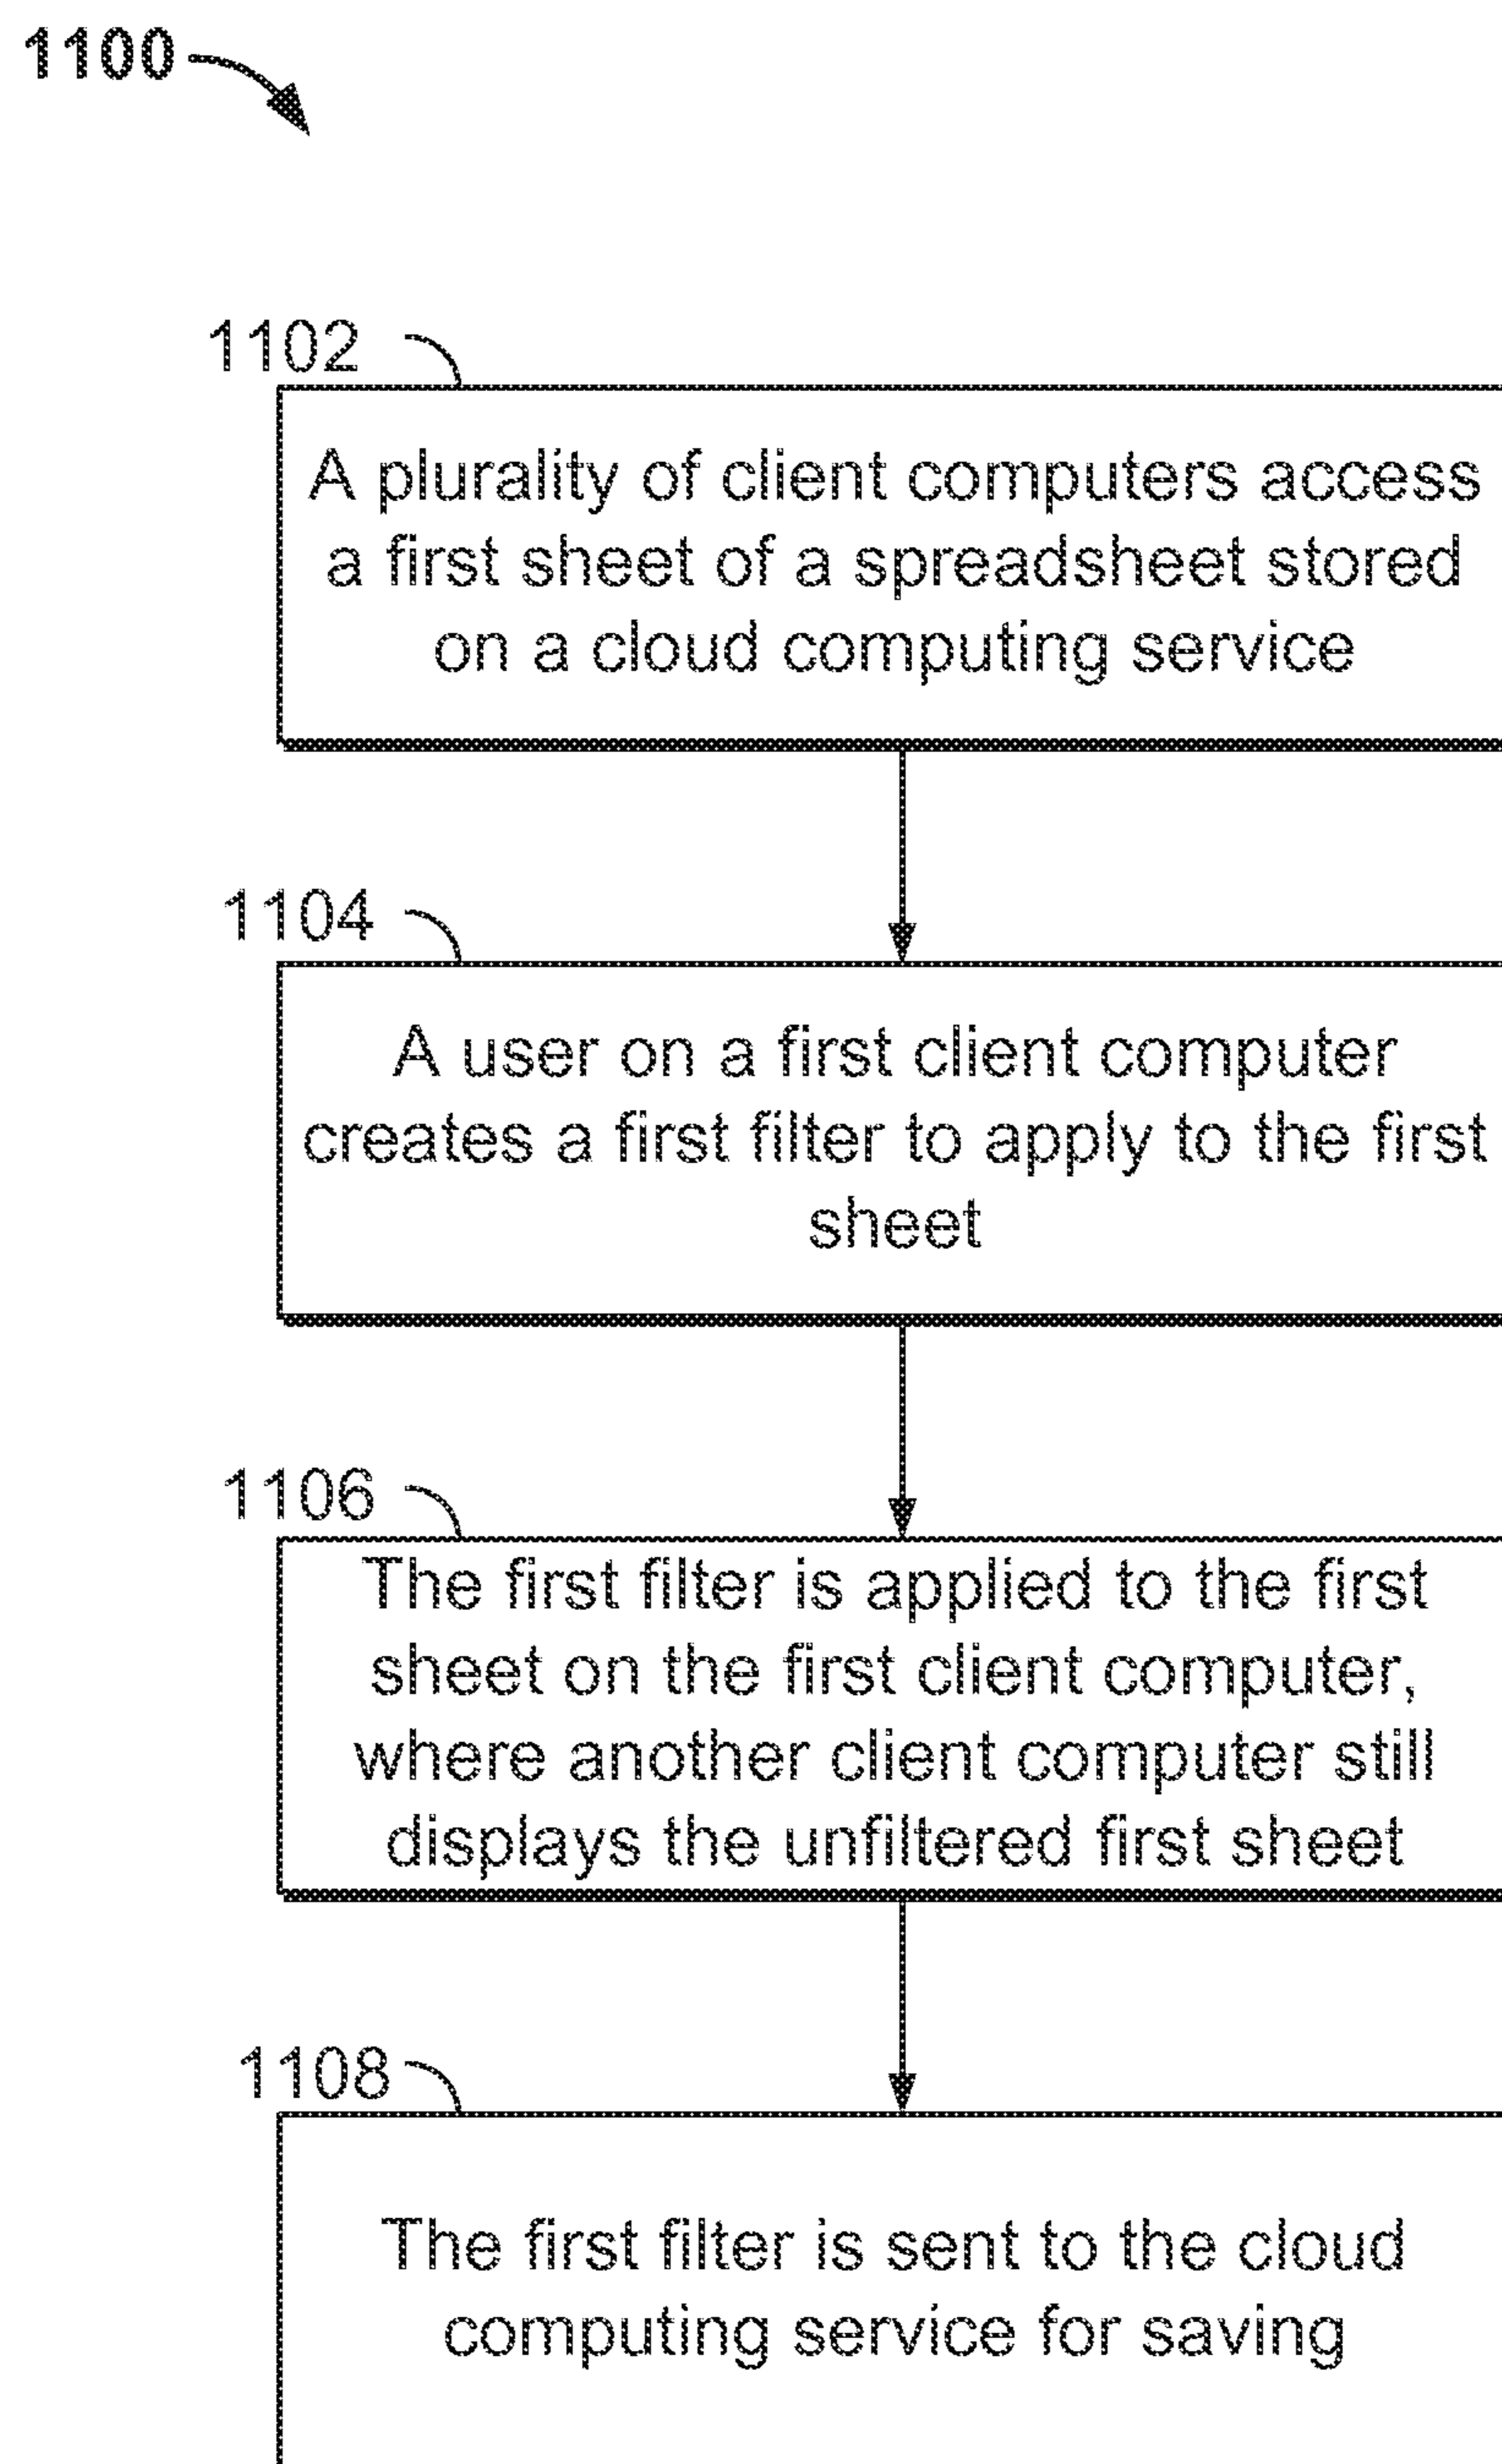 1100
1102
A plurality of client computers access
a first sheet of a spreadsheet stored
on a cloud computing service
1104
A user on a first client computer
creates a first filter to apply to the first
sheet
1106
The first filter is applied to the first
sheet on the first client computer,
where another client computer still
displays the unfiltered first sheet
1108
The first filter is sent to the cloud
computing service for saving